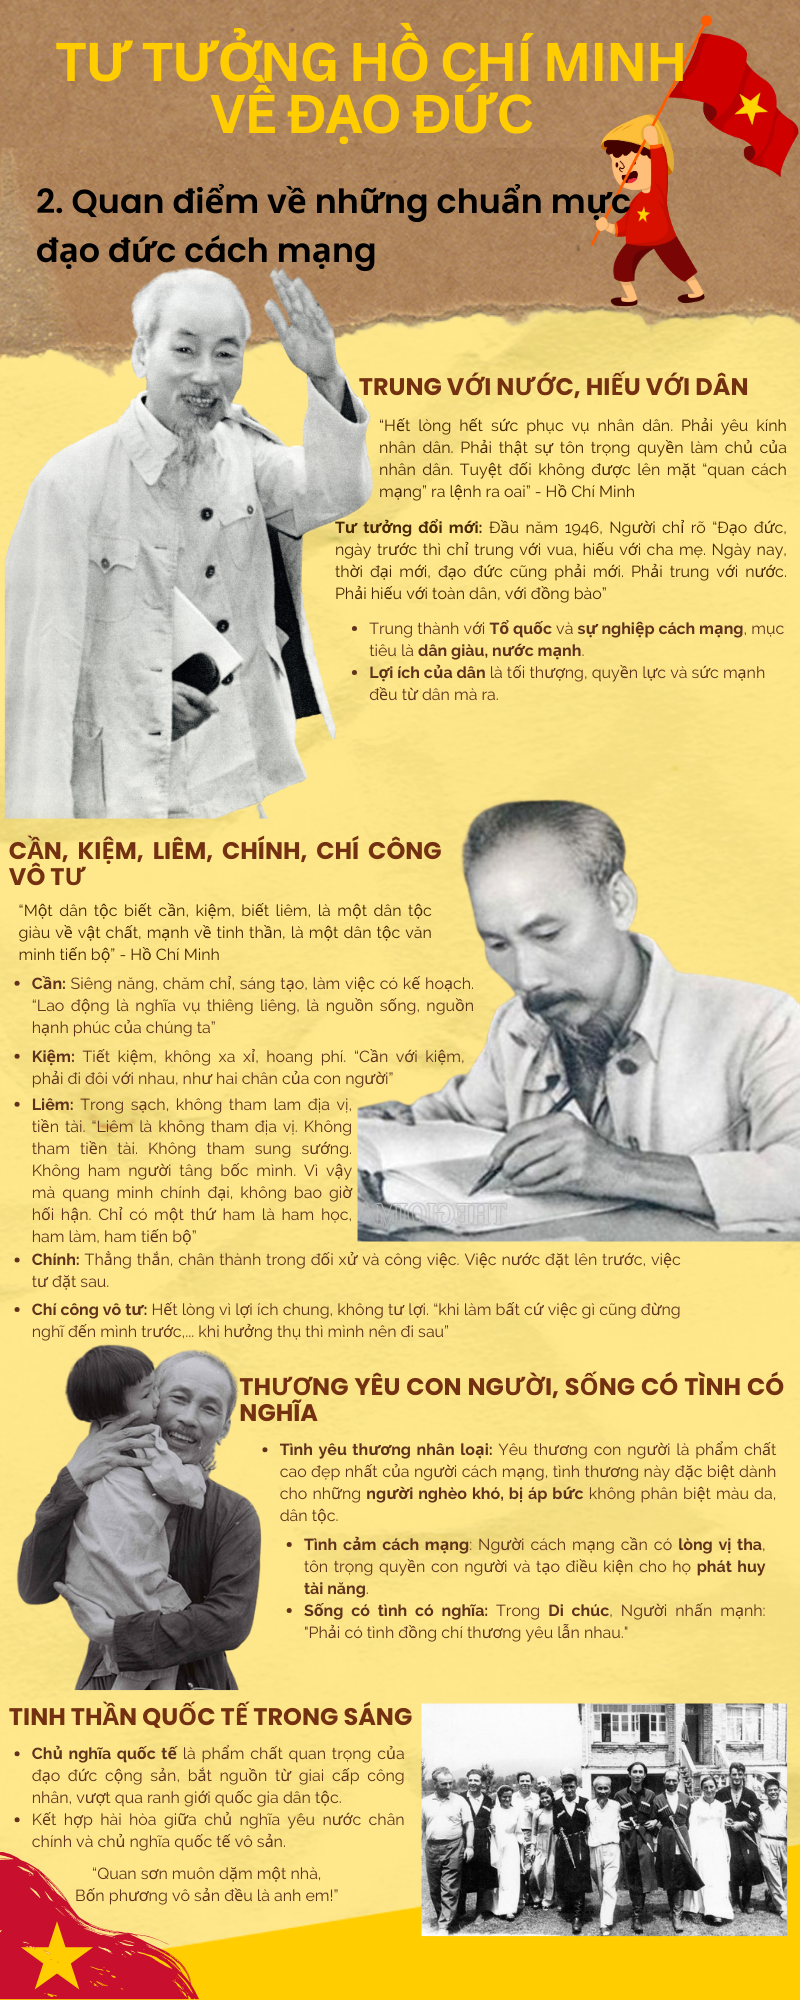 TƯ TƯỞNG HỒ CHÍ MINH
VỀ ĐẠO ĐỨC
2. Quan điểm về những chuẩn mực
đạo đức cách mạng
TRUNG VỚI NƯỚC, HIẾU VỚI DÂN
“Hết lòng hết sức phục vụ nhân dân. Phải yêu kính
nhân dân. Phải thật sự tôn trọng quyền làm chủ của
nhân dân. Tuyệt đối không được lên mặt “quan cách
mạng” ra lệnh ra oai” - Hồ Chí Minh
Tư tưởng đổi mới: Đầu năm 1946, Người chỉ rõ “Đạo đức,
ngày trước thì chỉ trung với vua, hiếu với cha mẹ. Ngày nay,
thời đại mới, đạo đức cũng phải mới. Phải trung với nước.
Phải hiếu với toàn dân, với đồng bào”
• Trung thành với Tổ quốc và sự nghiệp cách mạng, mục
tiêu là dân giàu, nước mạnh.
• Lợi ích của dân là tối thượng, quyền lực và sức mạnh
đều từ dân mà ra.
CẦN, KIỆM, LIÊM, CHÍNH, CHÍ CÔNG
VÔ TƯ
“Một dân tộc biết cần, kiệm, biết liêm, là một dân tộc
giàu về vật chất, mạnh về tinh thần, là một dân tộc văn
minh tiến bộ” - Hồ Chí Minh
• Cần: Siêng năng, chăm chỉ, sáng tạo, làm việc có kế hoạch.
“Lao động là nghĩa vụ thiêng liêng, là nguồn sống, nguồn
hạnh phúc của chúng ta”
• Kiệm: Tiết kiệm, không xa xỉ, hoang phí. “Cần với kiệm,
phải đi đôi với nhau, như hai chân của con người”
• Liêm: Trong sạch, không tham lam địa vị,
tiền tài. “Liêm là không tham địa vị. Không
tham tiền tài. Không tham sung sướng.
Không ham người tâng bốc mình. Vì vậy
mà quang minh chính đại, không bao giờ
hối hận. Chỉ có một thứ ham là ham học,
ham làm, ham tiến bộ”
• Chính: Thẳng thắn, chân thành trong đối xử và công việc. Việc nước đặt lên trước, việc
tư đặt sau.
• Chí công vô tư: Hết lòng vì lợi ích chung, không tư lợi. “khi làm bất cứ việc gì cũng đừng
nghĩ đến mình trước,... khi hưởng thụ thì mình nên đi sau”
THƯƠNG YÊU CON NGƯỜI, SỐNG CÓ TÌNH CÓ
NGHĨA
• Tình yêu thương nhân loại: Yêu thương con người là phẩm chất
cao đẹp nhất của người cách mạng, tình thương này đặc biệt dành
cho những người nghèo khó, bị áp bức không phân biệt màu da,
dân tộc.
• Tình cảm cách mạng: Người cách mạng cần có lòng vị tha,
tôn trọng quyền con người và tạo điều kiện cho họ phát huy
tài năng.
• Sống có tình có nghĩa: Trong Di chúc, Người nhấn mạnh:
"Phải có tình đồng chí thương yêu lẫn nhau."
TINH THẦN QUỐC TẾ TRONG SÁNG
• Chủ nghĩa quốc tế là phẩm chất quan trọng của
đạo đức cộng sản, bắt nguồn từ giai cấp công
nhân, vượt qua ranh giới quốc gia dân tộc.
• Kết hợp hài hòa giữa chủ nghĩa yêu nước chân
chính và chủ nghĩa quốc tế vô sản.
“Quan sơn muôn dặm một nhà,
Bốn phương vô sản đều là anh em!”